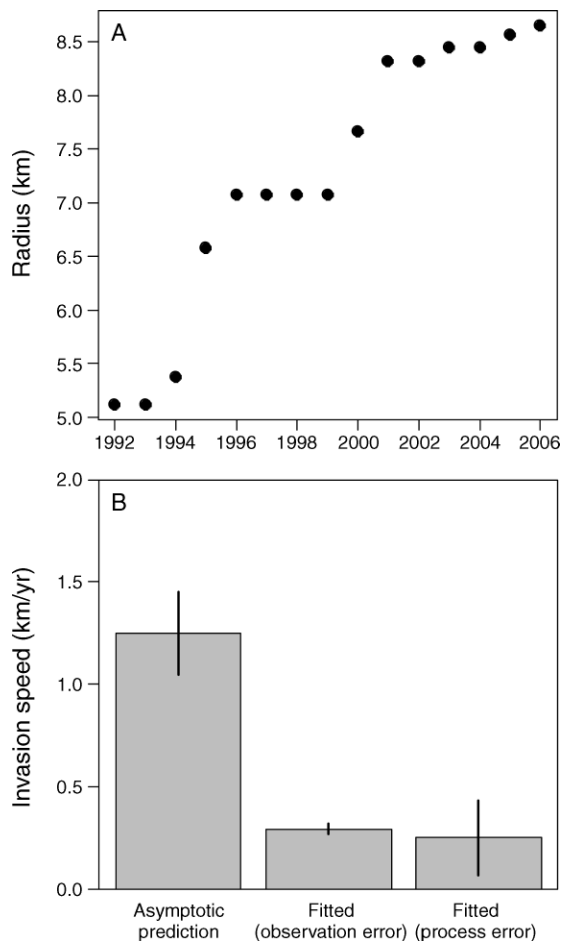 A
8.5
8.0
7.5
7.0
6.5
6.0
5.5
5.0
Radius (km)
1992 1994 1996 1998 2000 2002 2004 2006
B
2.0
1.5
1.0
0.5
0.0
Invasion speed (km/yr)
Asymptotic Fitted Fitted
prediction (observation error) (process error)